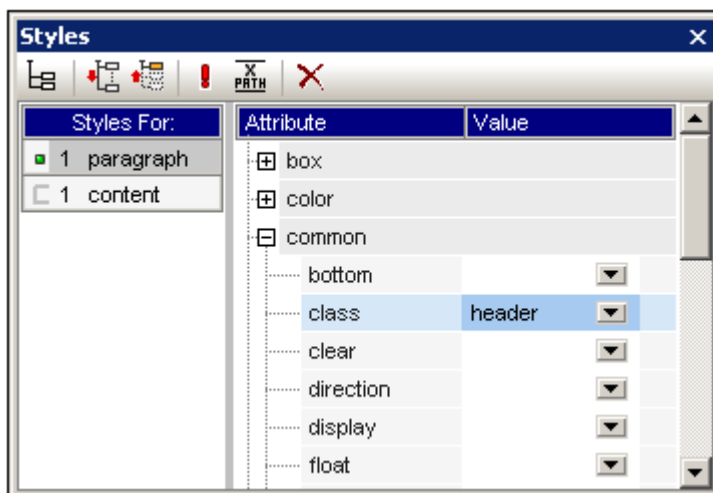 Styles
X
PATH
Styles For:
Attribute Value
1 paragraph
1 content
box
color
common
bottom
class header
clear
direction
display
float